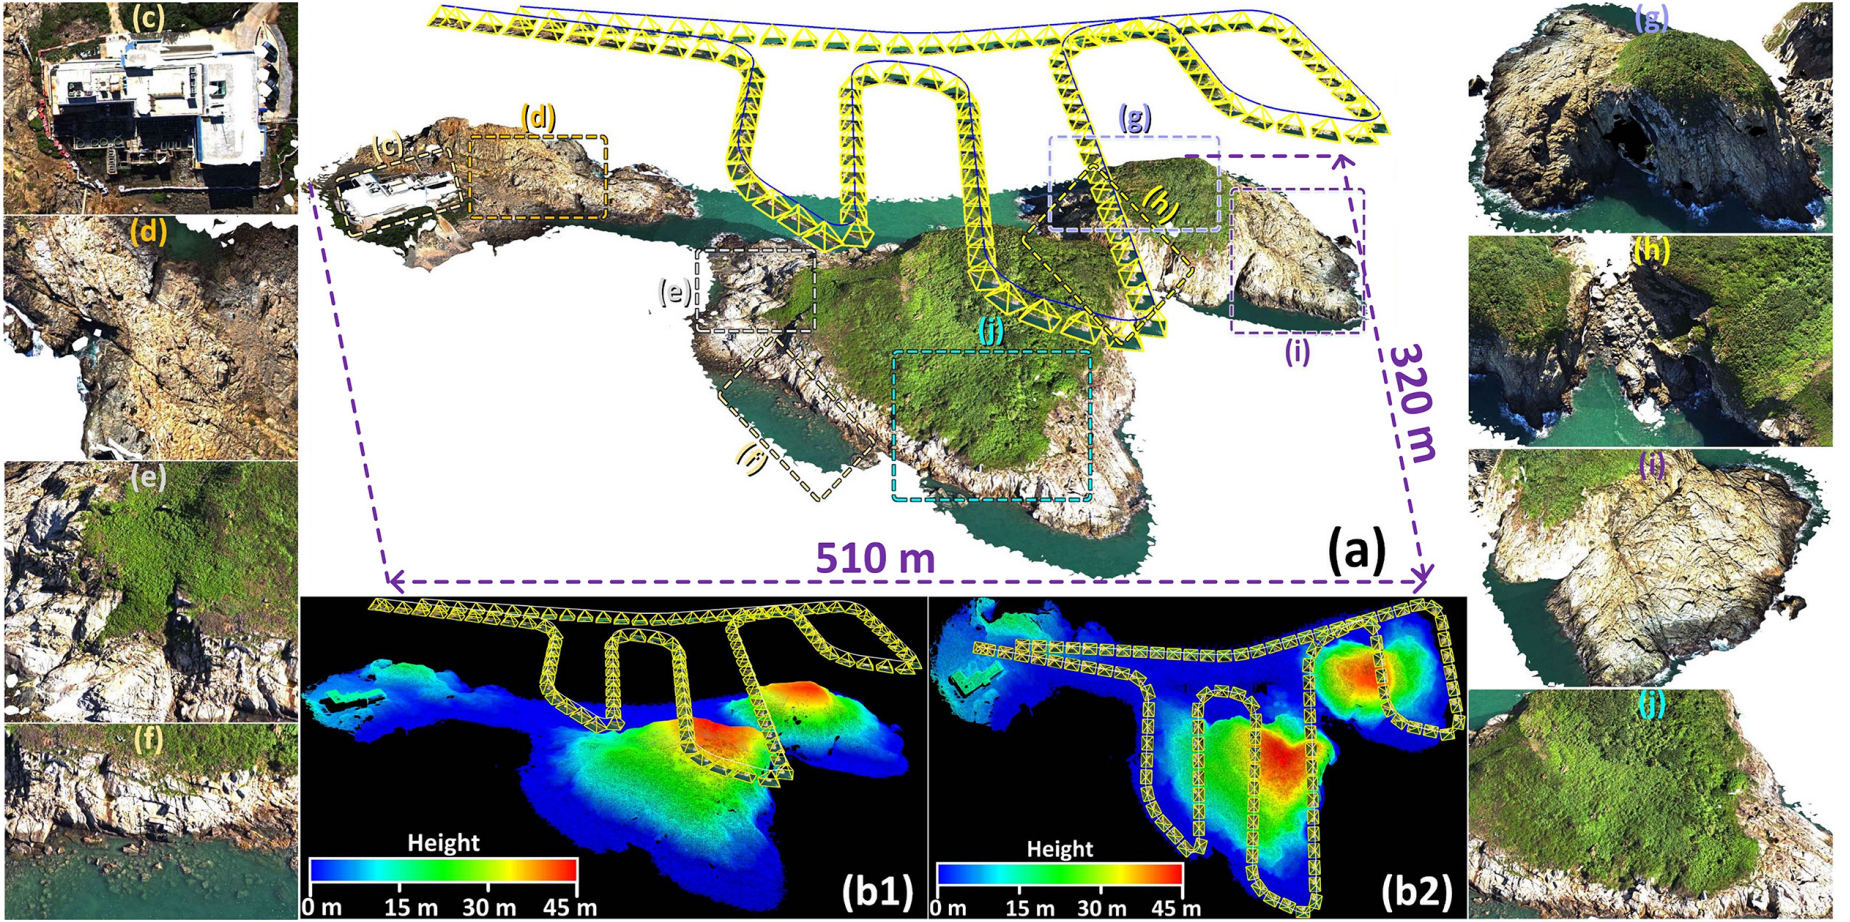 (c)
(d)
(e)
(f)
(c)
(d)
(e)
(f)
(g)
(h)
(i)
(j)
510 m
320 m
(a)
Height
0 m 15 m 30 m 45 m
(b1)
Height
0 m 15 m 30 m 45 m
(b2)
(g)
(h)
(i)
(j)